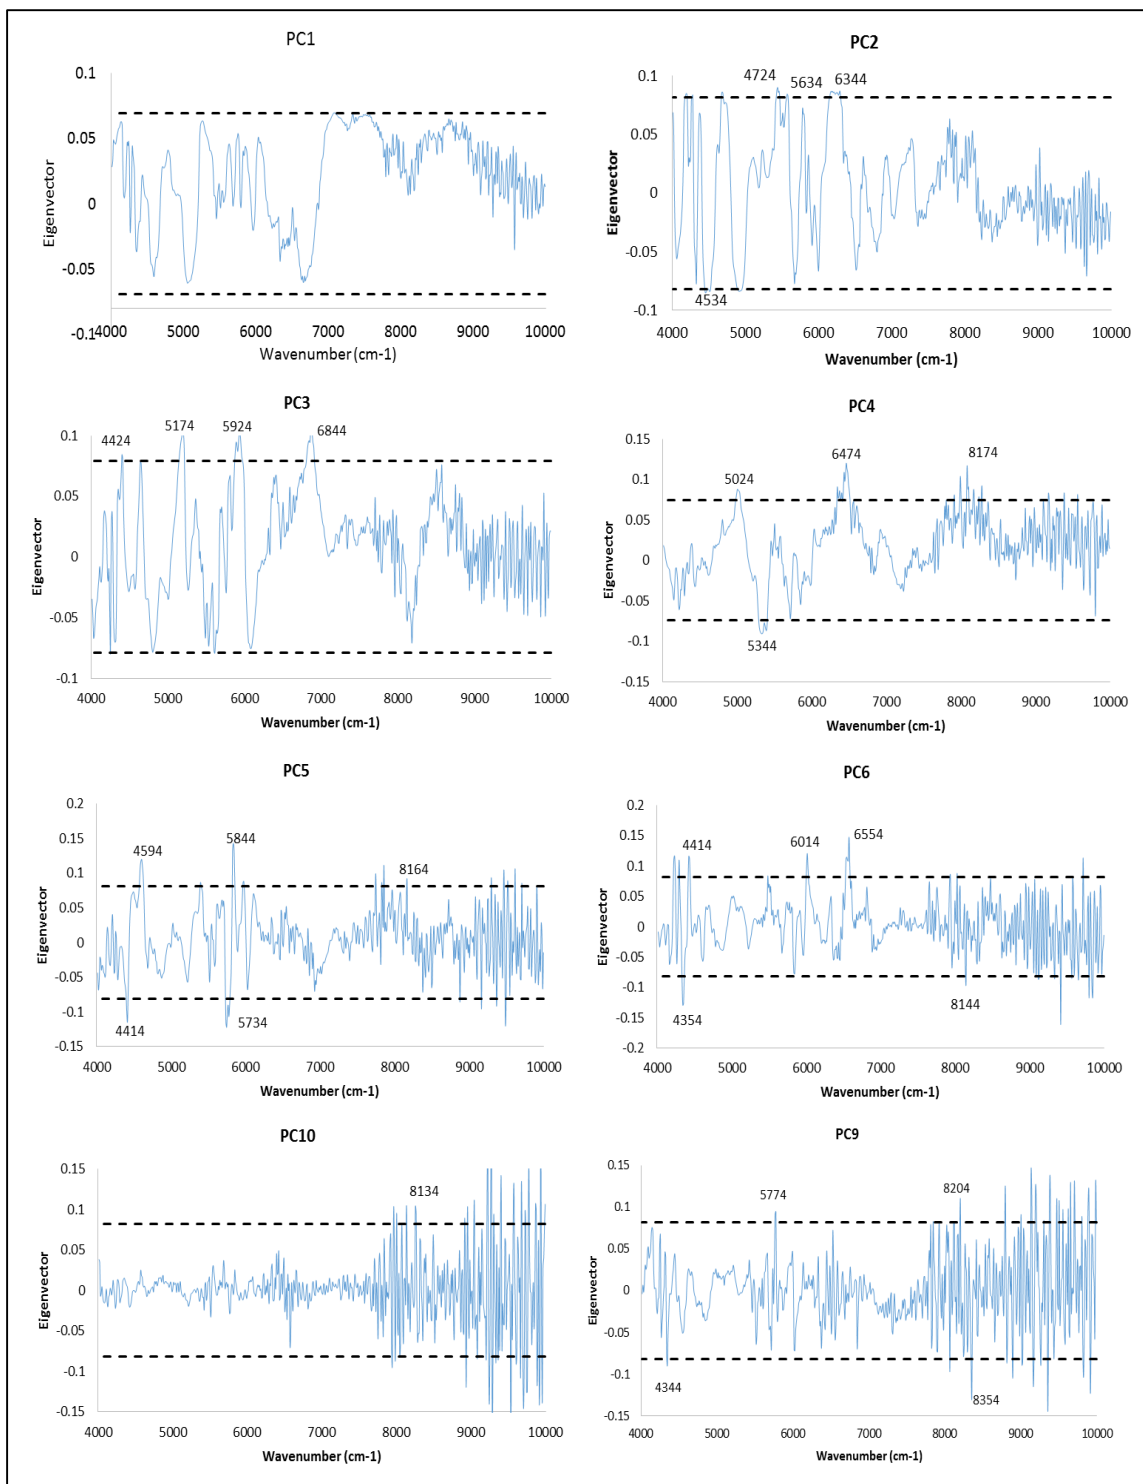 PC1
0.1
0.05
0
-0.05
-0.1
Eigenvector
4000 5000 6000 7000 8000 9000 10000
Wavenumber (cm-1)
PC2
4724 5634 6344
0.1
0.05
0
-0.05
-0.1
Eigenvector
4534
4000 5000 6000 7000 8000 9000 10000
Wavenumber (cm-1)
PC3
4424 5174 5924 6844
0.1
0.05
0
-0.05
-0.1
Eigenvector
4000 5000 6000 7000 8000 9000 10000
Wavenumber (cm-1)
PC4
5024 6474 8174
0.15
0.1
0.05
0
-0.05
-0.1
-0.15
Eigenvector
5344
4000 5000 6000 7000 8000 9000 10000
Wavenumber (cm-1)
PC5
4594 5844 8164
0.2
0.15
0.1
0.05
0
-0.05
-0.1
-0.15
Eigenvector
4414 5734
4000 5000 6000 7000 8000 9000 10000
Wavenumber (cm-1)
PC6
4414 6014 6554
0.2
0.15
0.1
0.05
0
-0.05
-0.1
-0.15
-0.2
Eigenvector
4354 8144
4000 5000 6000 7000 8000 9000 10000
Wavenumber (cm-1)
PC10
8134
0.15
0.1
0.05
0
-0.05
-0.1
-0.15
Eigenvector
4000 5000 6000 7000 8000 9000 10000
Wavenumber (cm-1)
PC9
5774 8204
0.15
0.1
0.05
0
-0.05
-0.1
-0.15
Eigenvector
4344 8354
4000 5000 6000 7000 8000 9000 10000
Wavenumber (cm-1)